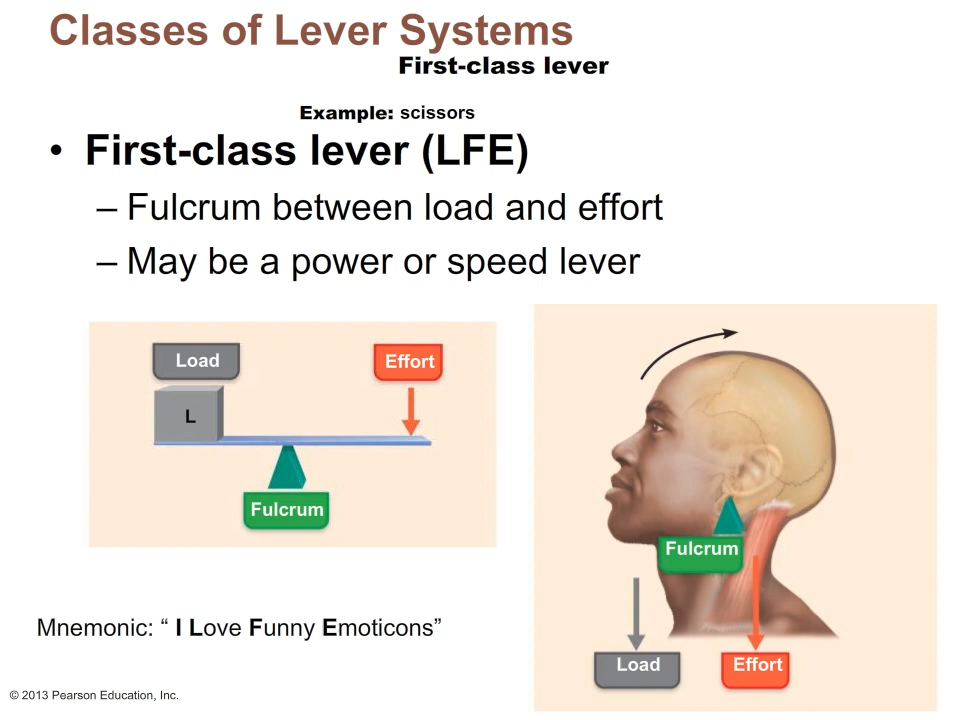 Classes of Lever Systems
First-class lever
Example: scissors
• First-class lever (LFE)
– Fulcrum between load and effort
– May be a power or speed lever
Load
Effort
L
Fulcrum
Fulcrum
Load
Effort
Mnemonic: “ I Love Funny Emoticons”
© 2013 Pearson Education, Inc.